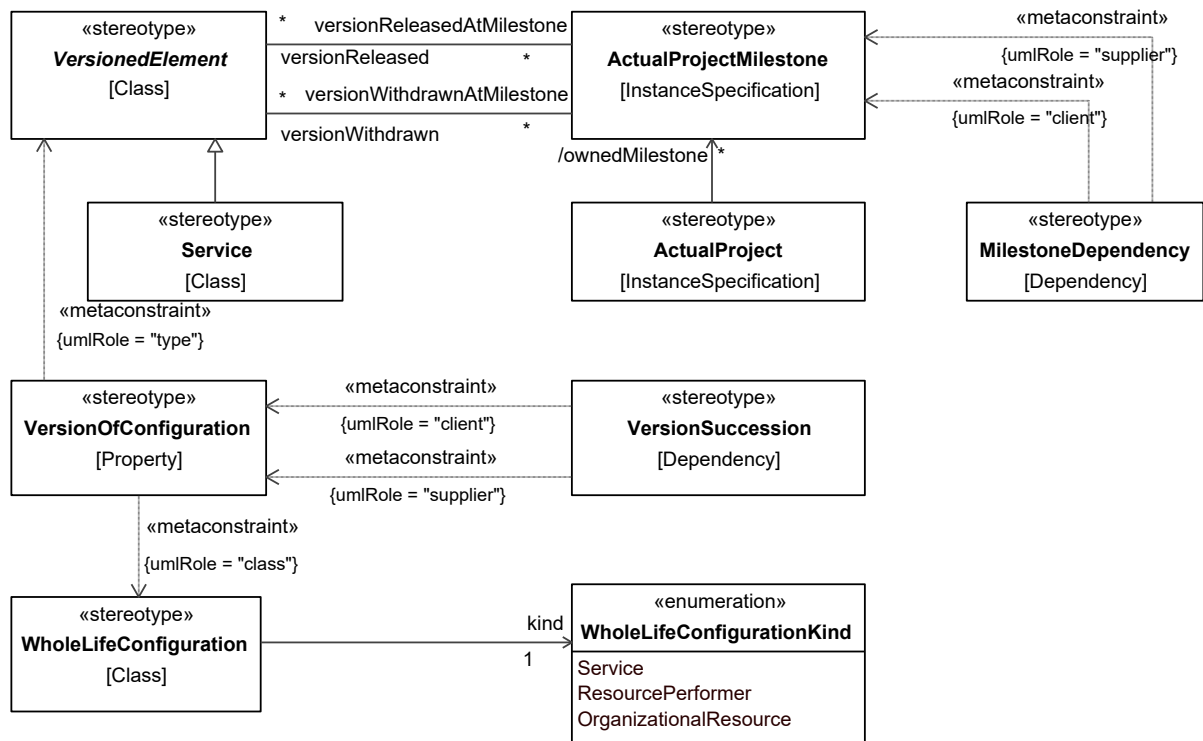 «stereotype»
VersionedElement
[Class]
* versionReleasedAtMilestone
versionReleased *
* versionWithdrawnAtMilestone
versionWithdrawn *
«stereotype»
ActualProjectMilestone
[InstanceSpecification]
«metaconstraint»
{umlRole = "supplier"}
«metaconstraint»
{umlRole = "client"}
/ownedMilestone *
«stereotype»
Service
[Class]
«stereotype»
ActualProject
[InstanceSpecification]
«stereotype»
MilestoneDependency
[Dependency]
«metaconstraint»
{umlRole = "type"}
«stereotype»
VersionOfConfiguration
[Property]
«metaconstraint»
{umlRole = "client"}
«metaconstraint»
{umlRole = "supplier"}
«stereotype»
VersionSuccession
[Dependency]
«metaconstraint»
{umlRole = "class"}
«stereotype»
WholeLifeConfiguration
[Class]
kind
1
«enumeration»
WholeLifeConfigurationKind
Service
ResourcePerformer
OrganizationalResource